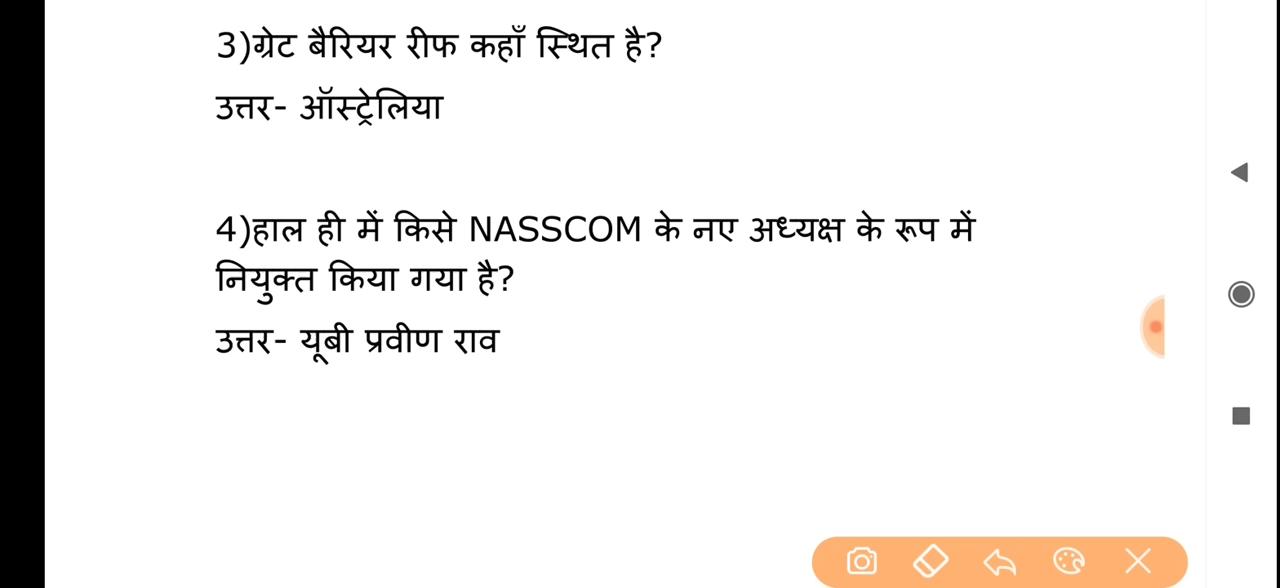 3)ग्रेट बैरियर रीफ कहाँ स्थित है?
उत्तर- ऑस्ट्रेलिया
4)हाल ही में किसे NASSCOM के नए अध्यक्ष के रूप में
नियुक्त किया गया है?
उत्तर- यूबी प्रवीण राव